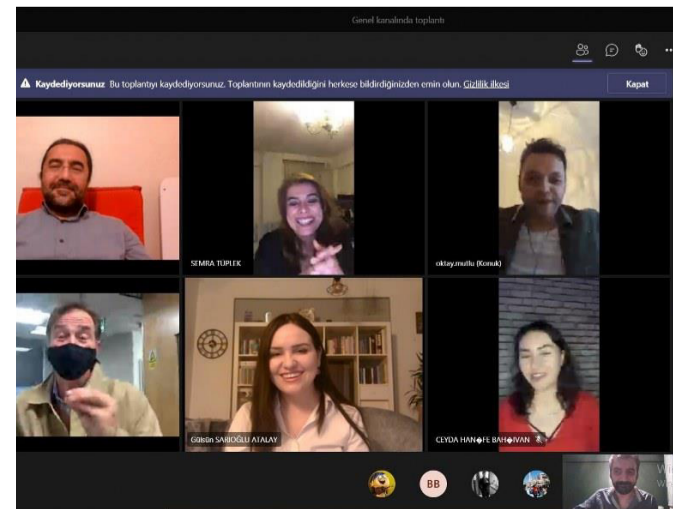 Genel kanalında toplantı
Kaydediyorsunuz Bu toplantıyı kaydediyorsunuz. Toplantının kaydedildiğini herkese bildirdiğinizden emin olun. Gizlilik ilkesi Kapat
SEMRA TÜPLEK
oktay.mutlu (Konuk)
Gülsün SARIOĞLU ATALAY
CEYDA HAN�FE BAH�IVAN
BB